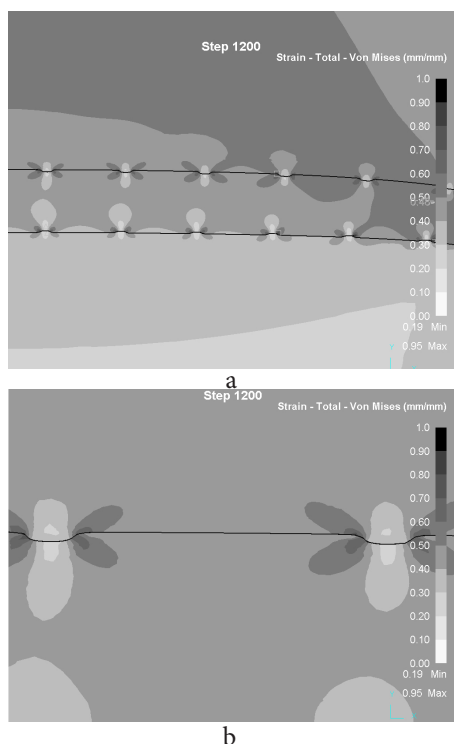 Step 1200
Strain - Total - Von Mises (mm/mm)
1.0
0.90
0.80
0.70
0.60
0.50
0.40
0.30
0.20
0.10
0.00
0.19 Min
0.95 Max
a
Step 1200
Strain - Total - Von Mises (mm/mm)
1.0
0.90
0.80
0.70
0.60
0.50
0.40
0.30
0.20
0.10
0.00
0.19 Min
0.95 Max
b